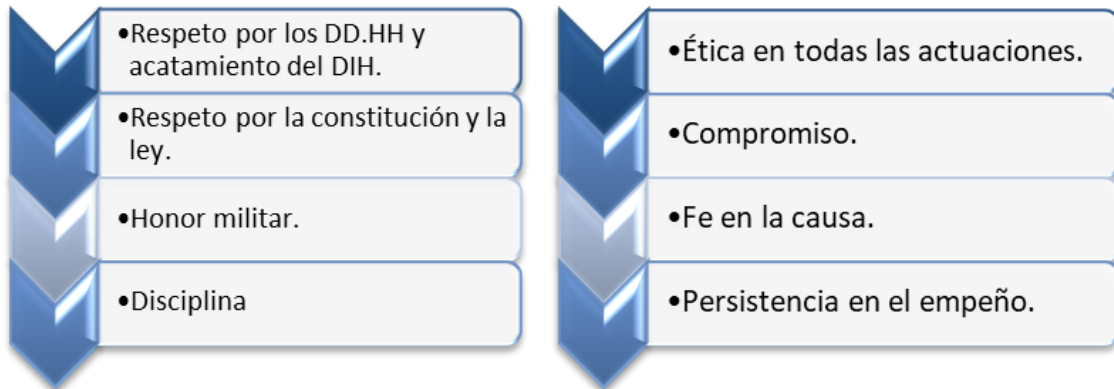 •Respeto por los DD.HH y
acatamiento del DIH.
•Respeto por la constitución y la
ley.
•Honor militar.
•Disciplina
•Ética en todas las actuaciones.
•Compromiso.
•Fe en la causa.
•Persistencia en el empeño.